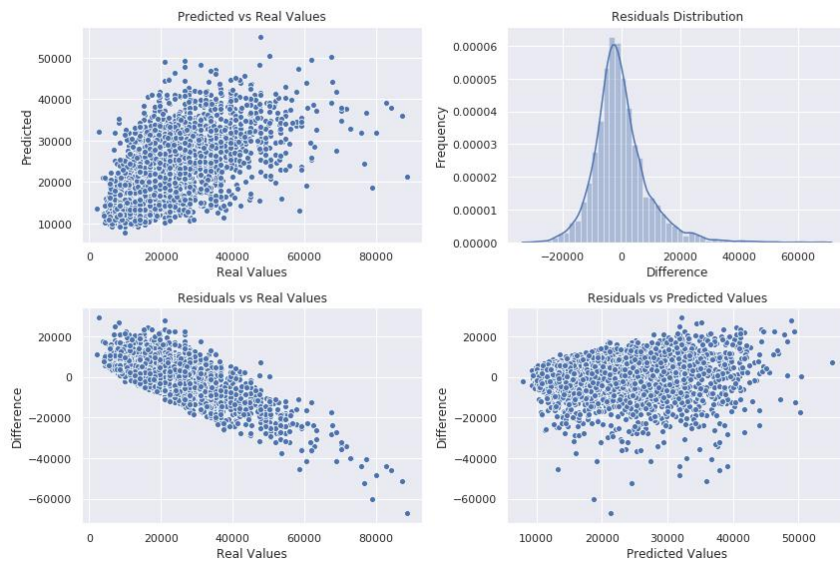 Predicted vs Real Values
Predicted
50000
40000
30000
20000
10000
0 20000 40000 60000 80000
Real Values
Residuals Distribution
Frequency
0.00006
0.00005
0.00004
0.00003
0.00002
0.00001
0.00000
−20000 0 20000 40000 60000
Difference
Residuals vs Real Values
Difference
20000
0
−20000
−40000
−60000
0 20000 40000 60000 80000
Real Values
Residuals vs Predicted Values
Difference
20000
0
−20000
−40000
−60000
10000 20000 30000 40000 50000
Predicted Values